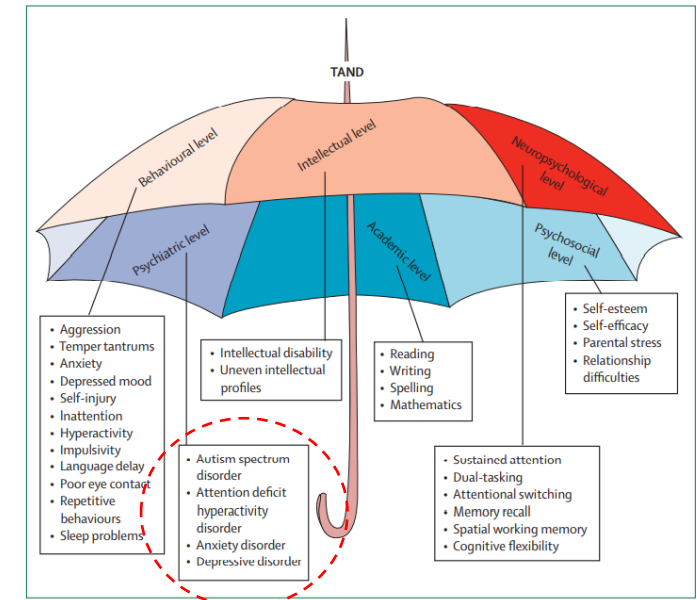 TAND
Behavioural level
Intellectual level
Neuropsychological
level
Psychiatric level
Academic level
Psychosocial
level
• Aggression
• Temper tantrums
• Anxiety
• Depressed mood
• Self-injury
• Inattention
• Hyperactivity
• Impulsivity
• Language delay
• Poor eye contact
• Repetitive
behaviours
• Sleep problems
• Autism spectrum
disorder
• Attention deficit
hyperactivity
disorder
• Anxiety disorder
• Depressive disorder
• Intellectual disability
• Uneven intellectual
profiles
• Reading
• Writing
• Spelling
• Mathematics
• Sustained attention
• Dual-tasking
• Attentional switching
• Memory recall
• Spatial working memory
• Cognitive flexibility
• Self-esteem
• Self-efficacy
• Parental stress
• Relationship
difficulties